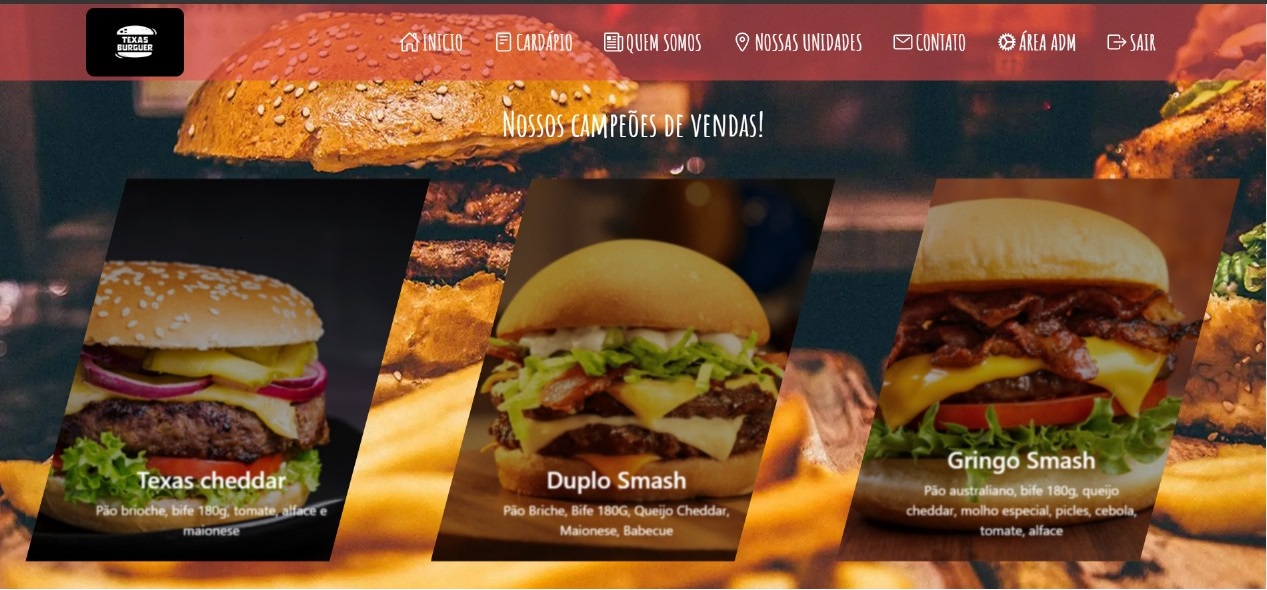 TEXAS
BURGUER
INÍCIO CARDÁPIO QUEM SOMOS NOSSAS UNIDADES CONTATO ÁREA ADM SAIR
Nossos campeões de vendas!
Texas cheddar
Pão brioche, bife 180g, tomate, alface e
maionese
Duplo Smash
Pão Briche, Bife 180G, Queijo Cheddar,
Maionese, Babecue
Gringo Smash
Pão australiano, bife 180g, queijo
cheddar, molho especial, picles, cebola,
tomate, alface